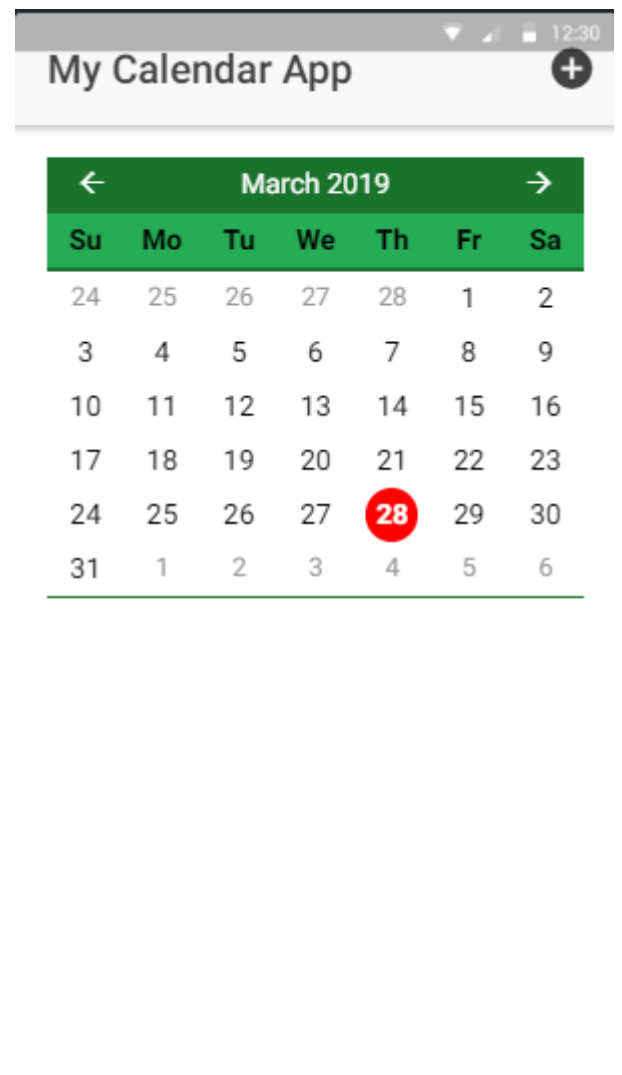 12:30
My Calendar App
March 2019
Su Mo Tu We Th Fr Sa
24 25 26 27 28 1 2
3 4 5 6 7 8 9
10 11 12 13 14 15 16
17 18 19 20 21 22 23
24 25 26 27 28 29 30
31 1 2 3 4 5 6